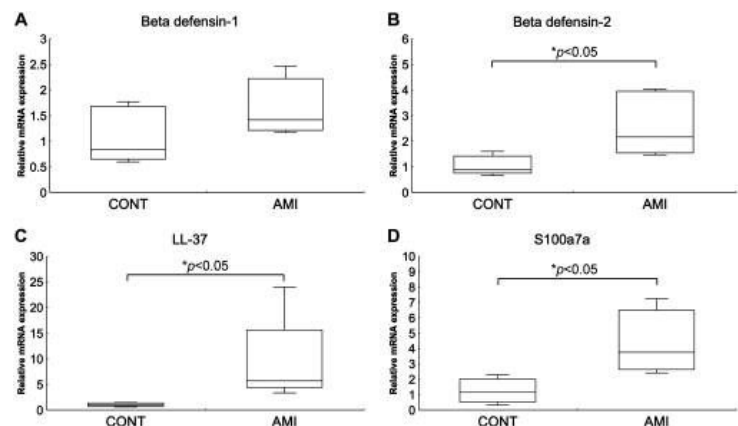 A
Beta defensin-1
Relative mRNA expression
3
2.5
2
1.5
1
0.5
0
CONT
AMI
B
Beta defensin-2
*p<0.05
Relative mRNA expression
6
5
4
3
2
1
0
CONT
AMI
C
LL-37
*p<0.05
Relative mRNA expression
30
25
20
15
10
5
0
CONT
AMI
D
S100a7a
*p<0.05
Relative mRNA expression
10
9
8
7
6
5
4
3
2
1
0
CONT
AMI